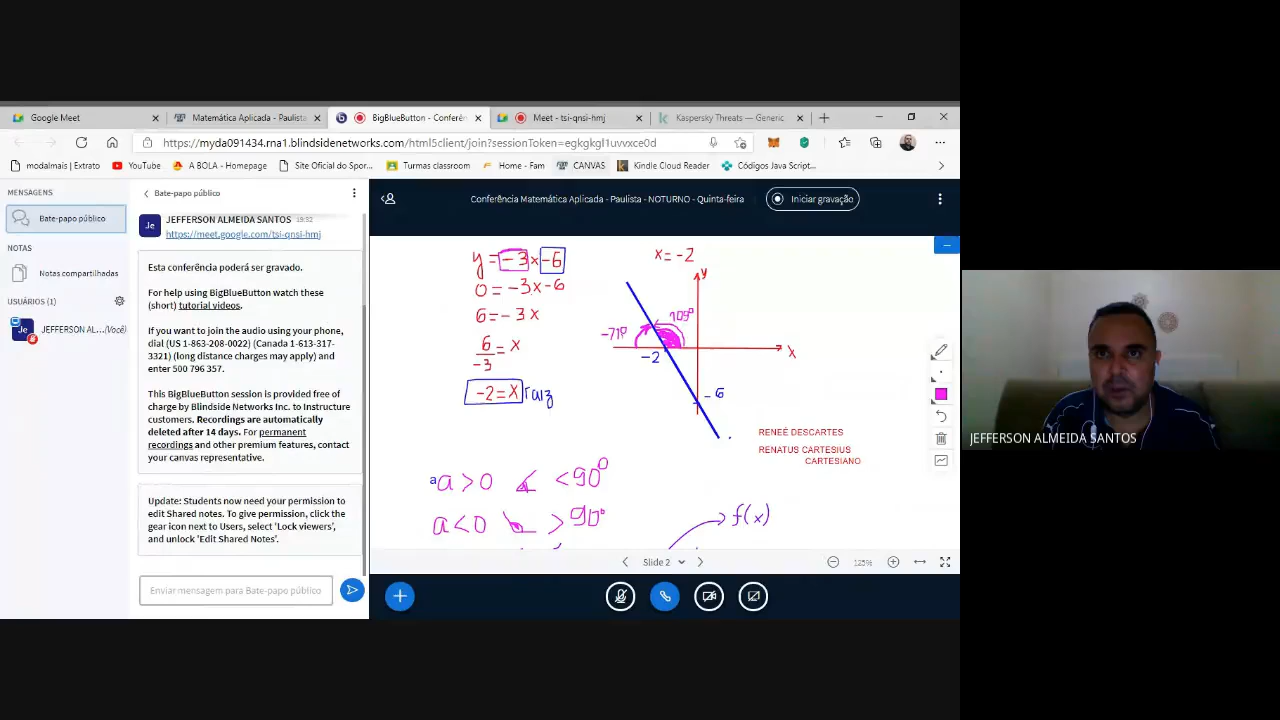 Google Meet
Matemática Aplicada - Paulista
BigBlueButton - Conferên
Meet - tsi-qnsi-hmj
Kaspersky Threats — Generic
https://myda091434.rna1.blindsidenetworks.com/html5client/join?sessionToken=egkgkgl1uvvxce0d
modalmais | Extrato
YouTube
A BOLA - Homepage
Site Oficial do Spor...
Turmas classroom
Home - Fam
CANVAS
Kindle Cloud Reader
Códigos Java Script...
MENSAGENS
Bate-papo público
NOTAS
Notas compartilhadas
USUÁRIOS (1)
Je
JEFFERSON AL... (Você)
Bate-papo público
Je
JEFFERSON ALMEIDA SANTOS 19:32
https://meet.google.com/tsi-qnsi-hmj
Esta conferência poderá ser gravado.
For help using BigBlueButton watch these
(short) tutorial videos.
If you want to join the audio using your phone,
dial (US 1-863-208-0022) (Canada 1-613-317-
3321) (long distance charges may apply) and
enter 500 796 357.
This BigBlueButton session is provided free of
charge by Blindside Networks Inc. to Instructure
customers. Recordings are automatically
deleted after 14 days. For permanent
recordings and other premium features, contact
your canvas representative.
Update: Students now need your permission to
edit Shared notes. To give permission, click the
gear icon next to Users, select 'Lock viewers',
and unlock 'Edit Shared Notes'.
Enviar mensagem para Bate-papo público
Conferência Matemática Aplicada - Paulista - NOTURNO - Quinta-feira
Iniciar gravação
y = -3x -6
0 = -3x -6
6 = -3x
6/-3 = x
-2 = x raiz
x = -2
y
109º
-71º
-2
x
-6
RENEÉ DESCARTES
RENATUS CARTESIUS
CARTESIANO
a a > 0 < 90º
a < 0 > 90º
f(x)
Slide 2
125%
JEFFERSON ALMEIDA SANTOS